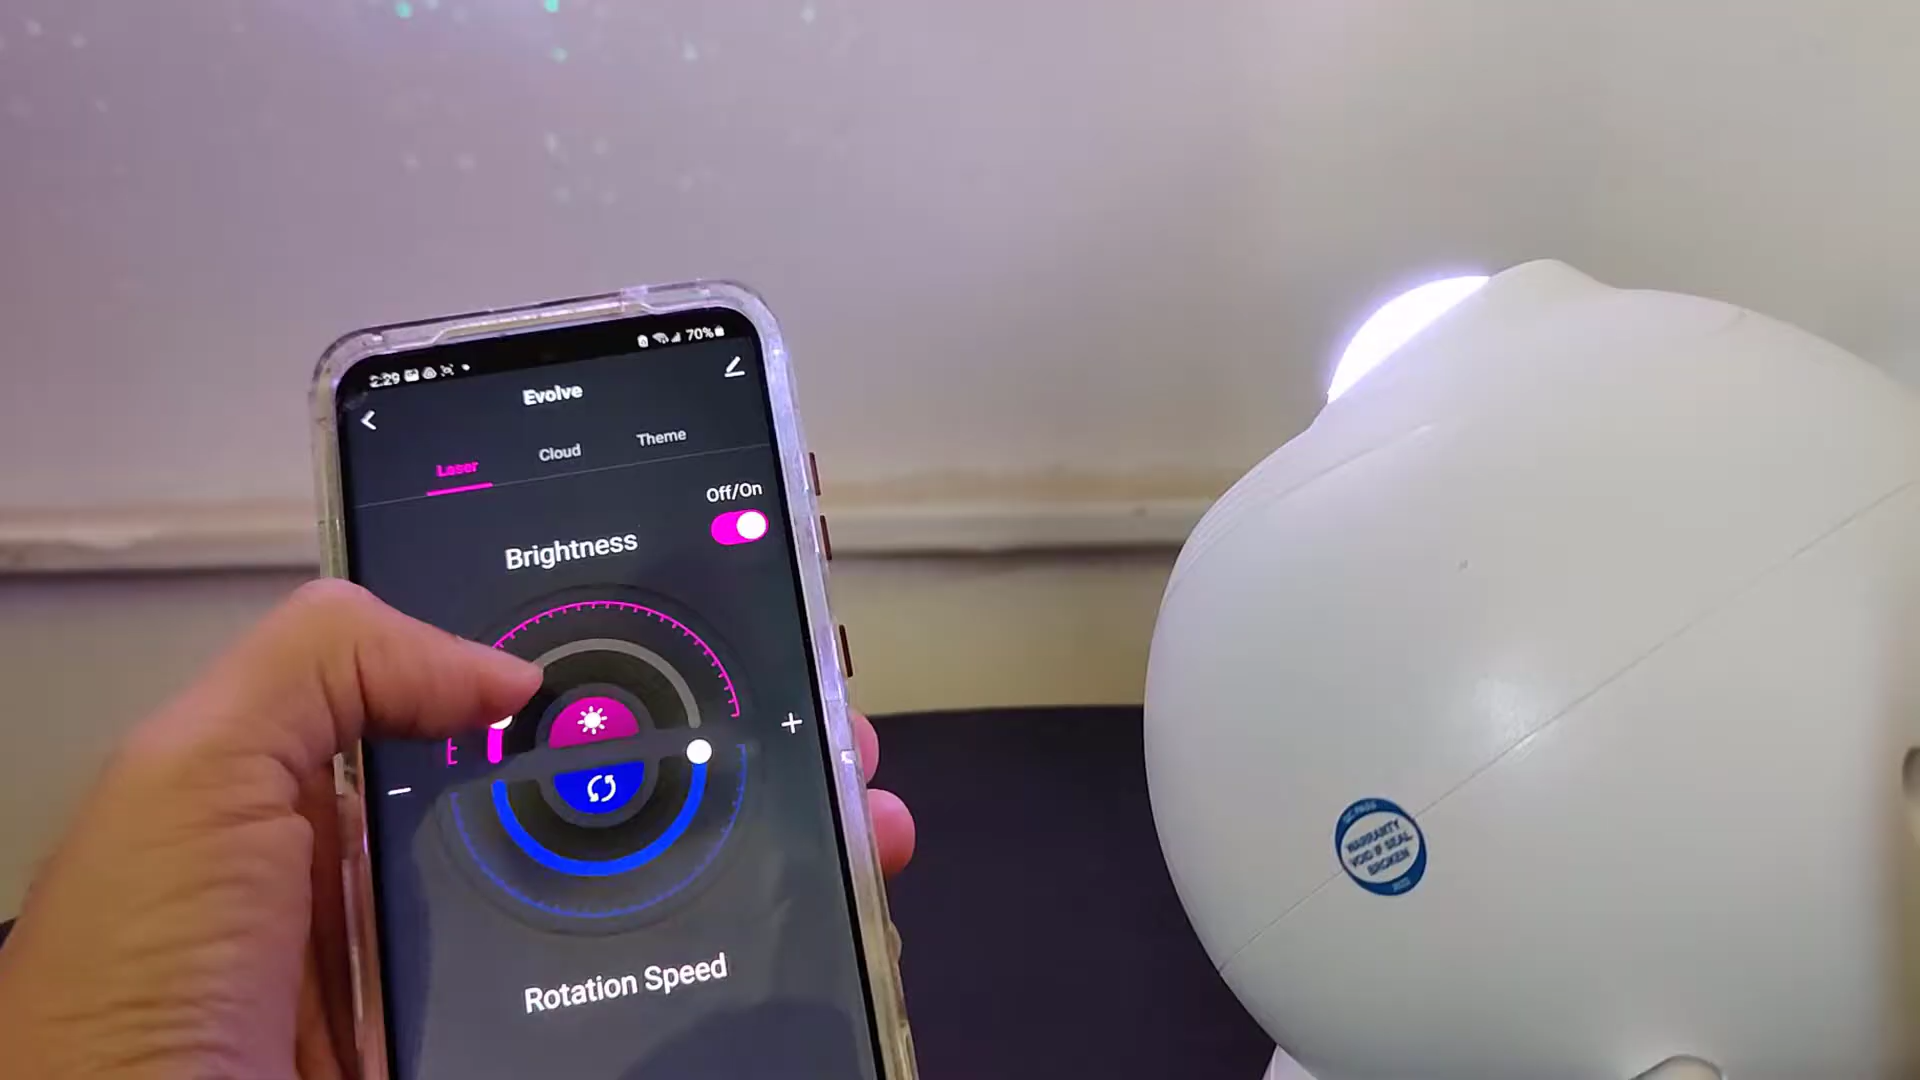 2:29
70%
Evolve
Laser
Cloud
Theme
Off/On
Brightness
Rotation Speed
WARRANTY
VOID IF SEAL
BROKEN